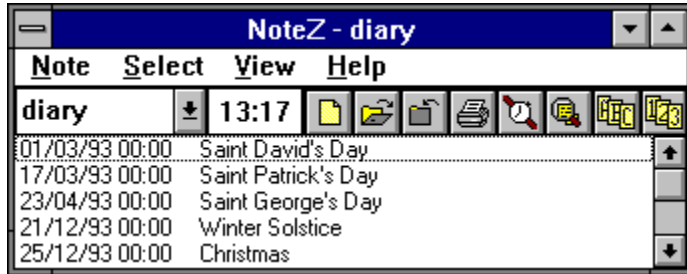 NoteZ - diary
Note Select View Help
diary 13:17 ABC 123
01/03/93 00:00 Saint David's Day
17/03/93 00:00 Saint Patrick's Day
23/04/93 00:00 Saint George's Day
21/12/93 00:00 Winter Solstice
25/12/93 00:00 Christmas